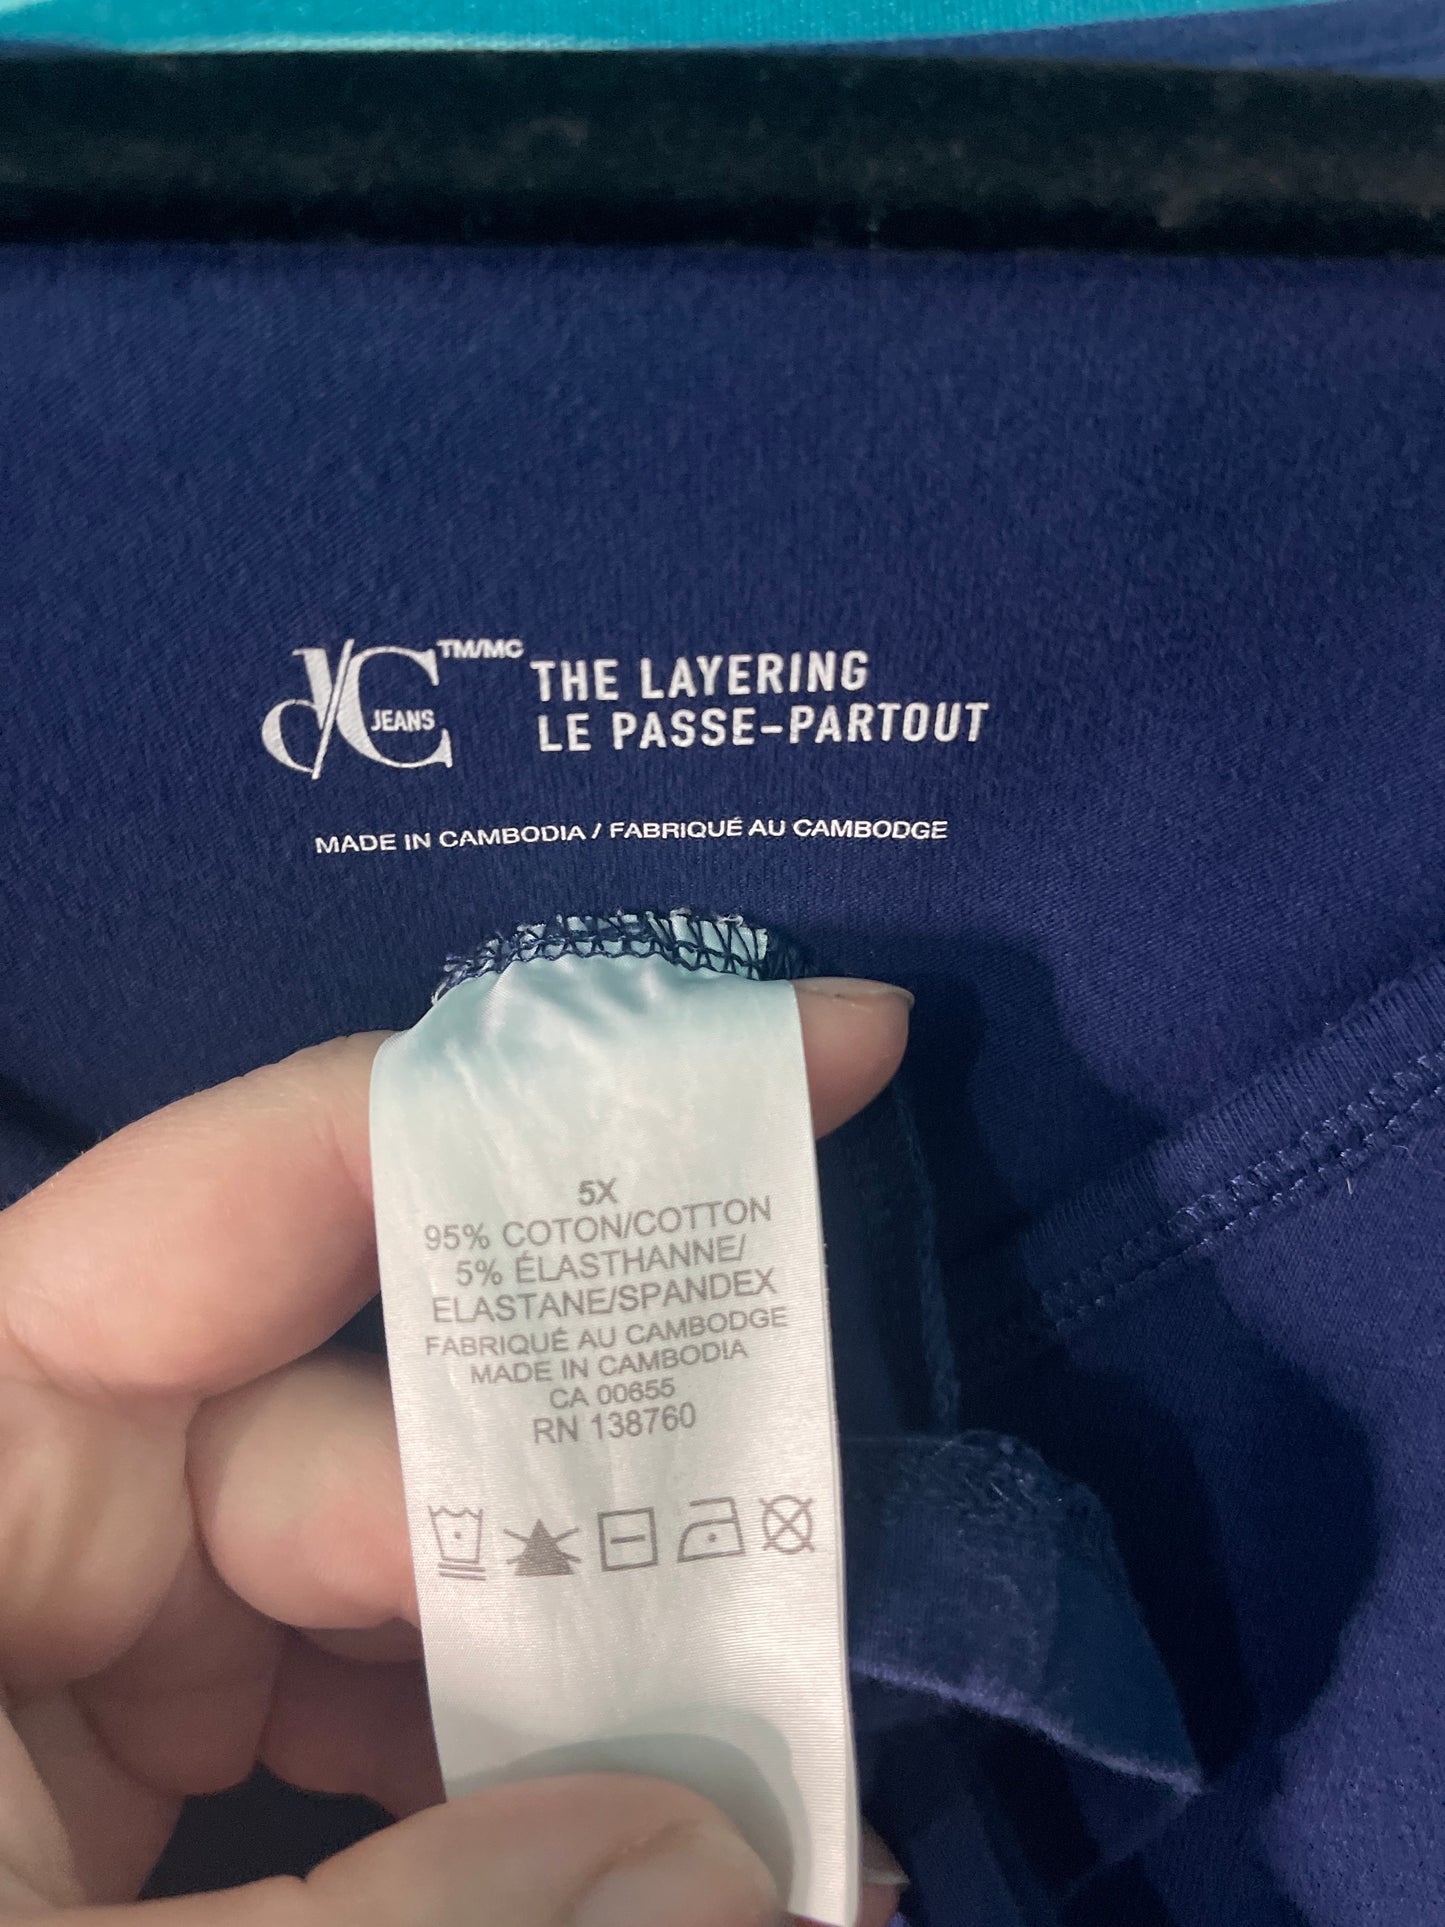 d/C JEANS TM/MC
THE LAYERING
LE PASSE-PARTOUT
MADE IN CAMBODIA / FABRIQUÉ AU CAMBODGE
5X
95% COTON/COTTON
5% ÉLASTHANNE/
ELASTANE/SPANDEX
FABRIQUÉ AU CAMBODGE
MADE IN CAMBODIA
CA 00655
RN 138760